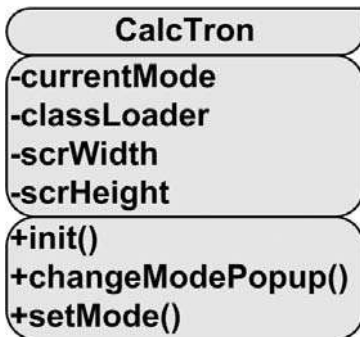 CalcTron
-currentMode
-classLoader
-scrWidth
-scrHeight
+init()
+changeModePopup()
+setMode()